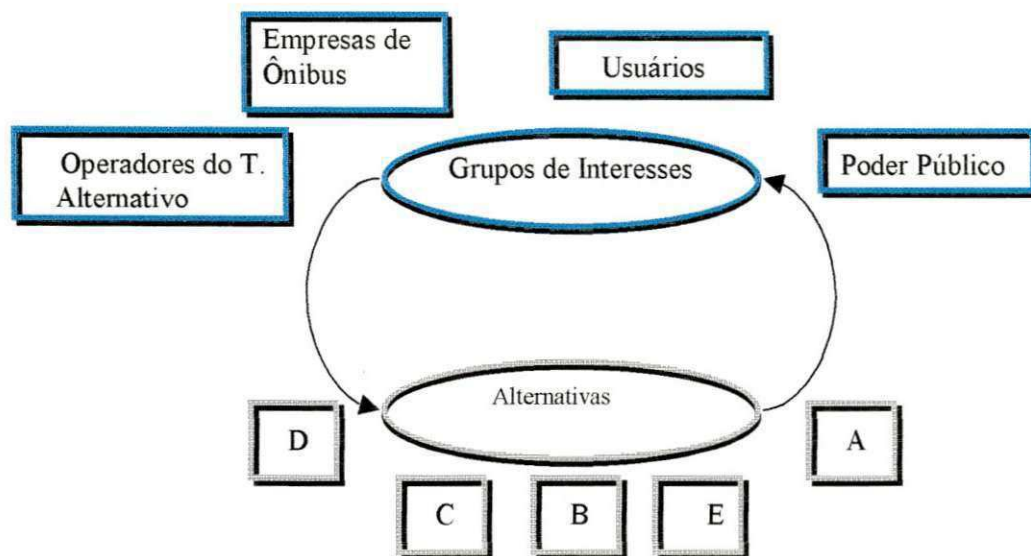 Empresas de
Ônibus
Usuários
Operadores do T.
Alternativo
Grupos de Interesses
Poder Público
Alternativas
D
A
C
B
E